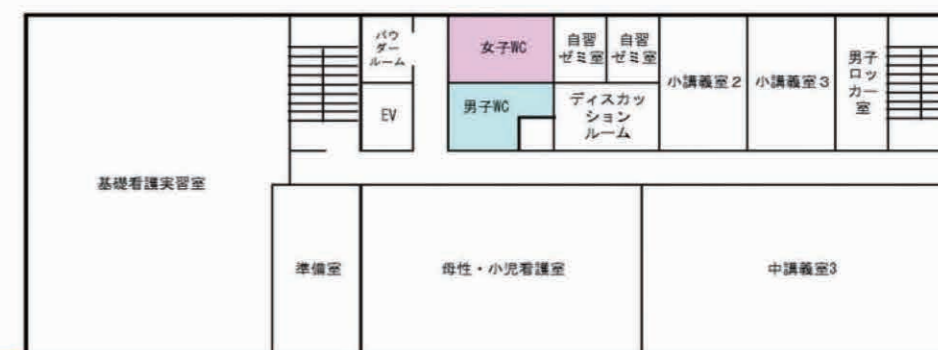 パウ
ダー
ルーム
女子WC
自習
ゼミ室
自習
ゼミ室
小講義室2
小講義室3
男子
ロッ
カー
室
EV
男子WC
ディスカッ
ション
ルーム
基礎看護実習室
準備室
母性・小児看護室
中講義室3